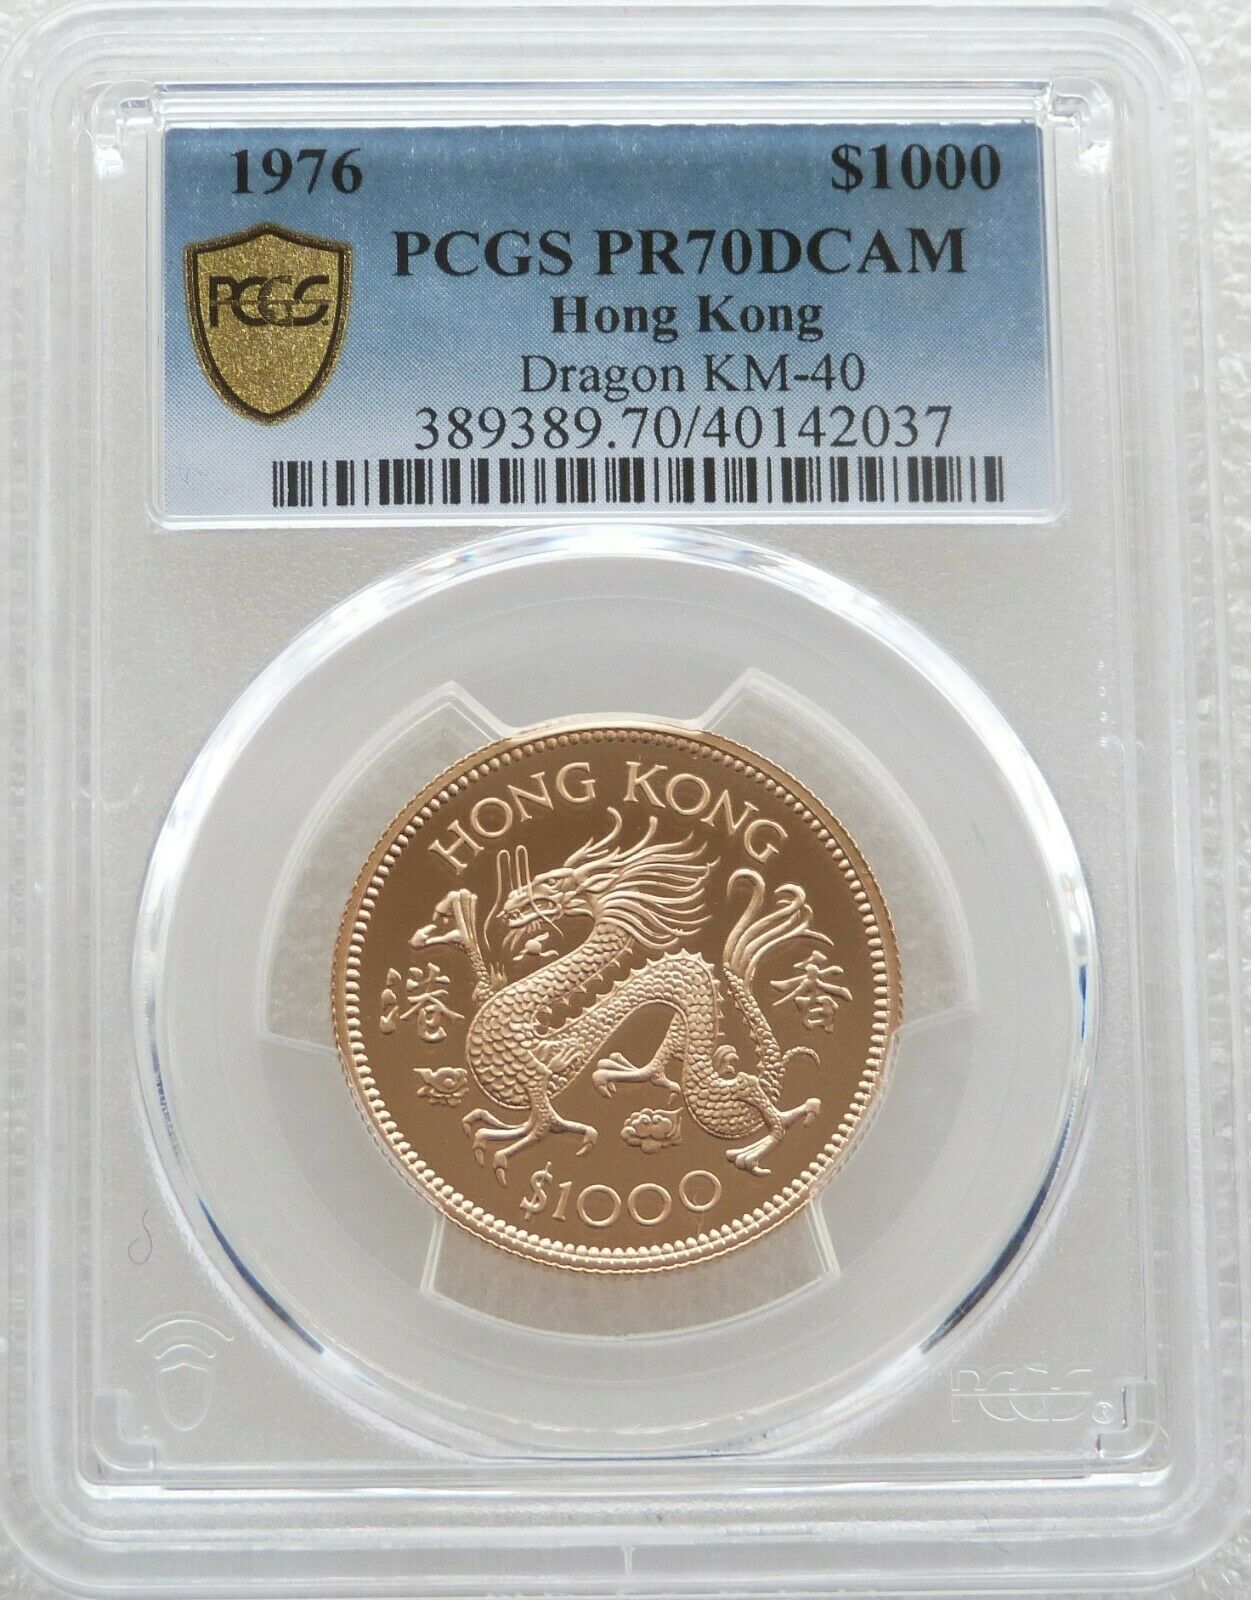 1976 $1000
PCGS PR70DCAM
PCGS
Hong Kong
Dragon KM-40
389389.70/40142037
HONG KONG
港 香
$1000
PCGS